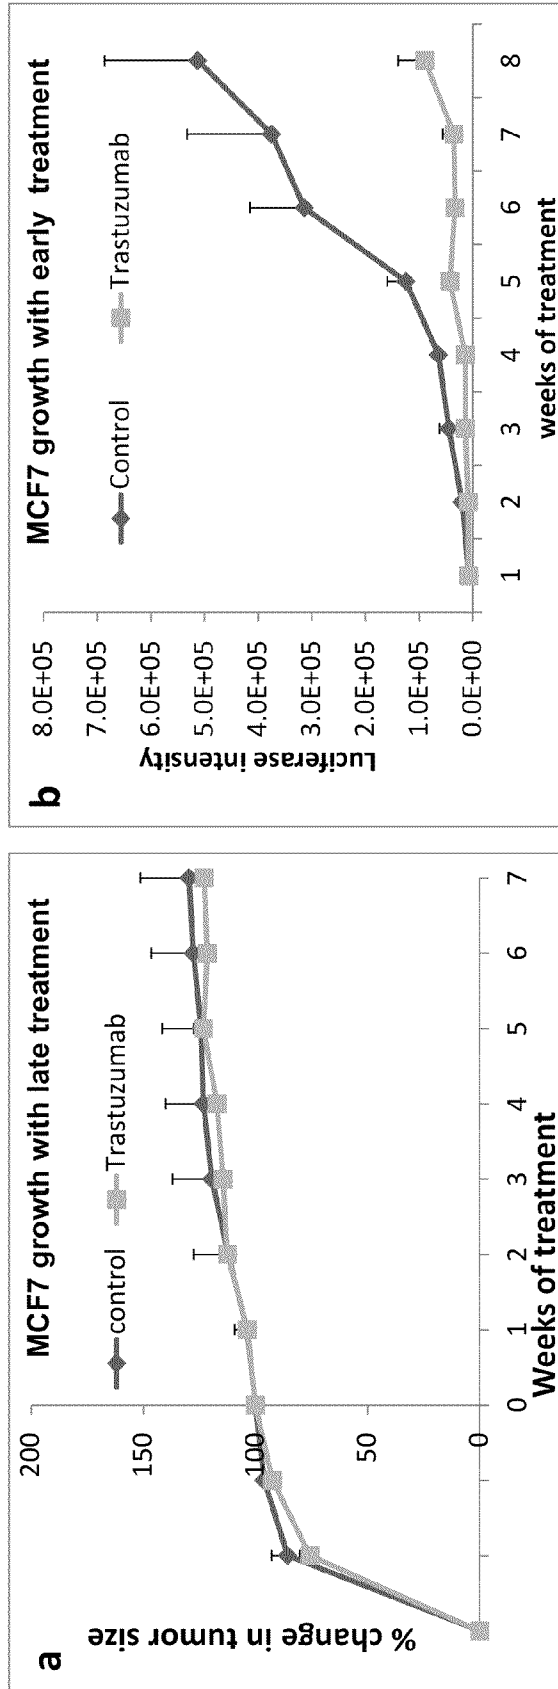 a
MCF7 growth with late treatment
control Trastuzumab
% change in tumor size
200
150
100
50
0
0 1 2 3 4 5 6 7
Weeks of treatment
b
MCF7 growth with early treatment
Control Trastuzumab
Luciferase intensity
8.0E+05
7.0E+05
6.0E+05
5.0E+05
4.0E+05
3.0E+05
2.0E+05
1.0E+05
0.0E+00
1 2 3 4 5 6 7 8
weeks of treatment